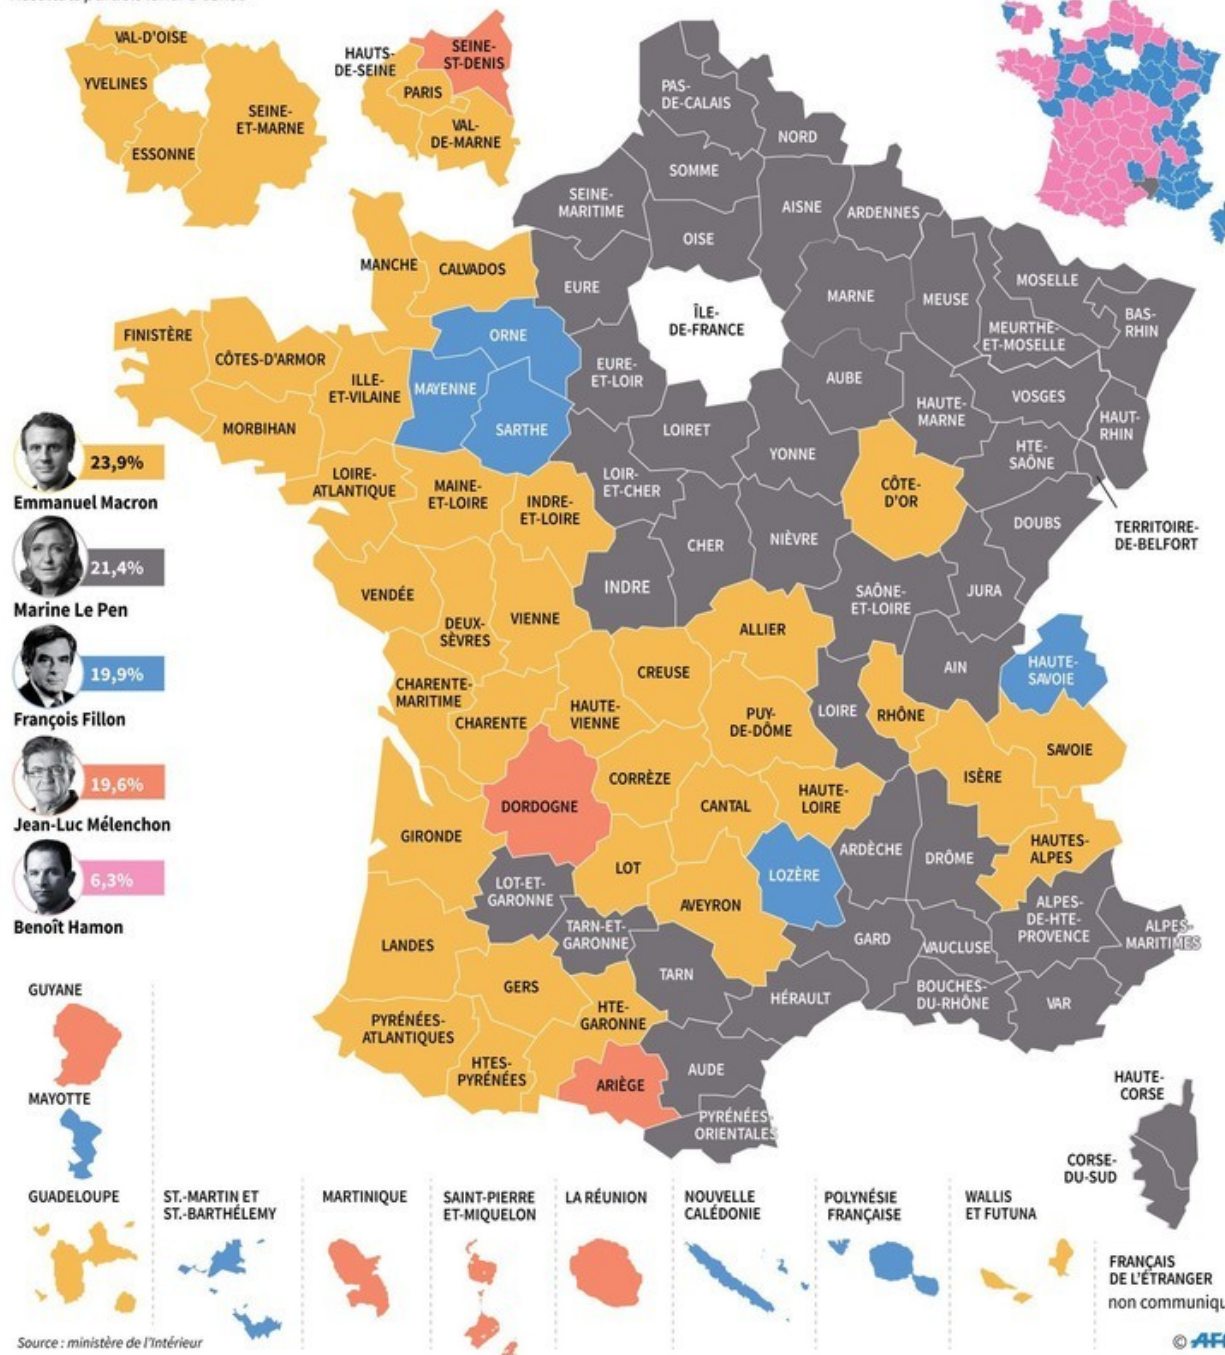 VAL-D'OISE
YVELINES
ESSONNE
SEINE-
ET-MARNE
HAUTS-
DE-SEINE
SEINE-
ST-DENIS
PARIS
VAL-
DE-MARNE
PAS-
DE-CALAIS
NORD
SOMME
SEINE-
MARITIME
AISNE
ARDENNES
OISE
MANCHE
CALVADOS
EURE
ÎLE-
DE-FRANCE
MARNE
MEUSE
MOSELLE
MEURTHE-
ET-MOSELLE
BAS-
RHIN
FINISTÈRE
CÔTES-D'ARMOR
ORNE
ILLE-
ET-VILAINE
MAYENNE
EURE-
ET-LOIR
AUBE
HAUTE-
MARNE
VOSGES
HAUT-
RHIN
MORBIHAN
SARTHE
LOIRET
YONNE
HTE-
SAÔNE
LOIRE-
ATLANTIQUE
MAINE-
ET-LOIRE
INDRE-
ET-LOIRE
LOIR-
ET-CHER
CÔTE-
D'OR
DOUBS
TERRITOIRE-
DE-BELFORT
23,9%
Emmanuel Macron
21,4%
Marine Le Pen
19,9%
François Fillon
19,6%
Jean-Luc Mélenchon
6,3%
Benoît Hamon
CHER
NIÈVRE
INDRE
VENDÉE
DEUX-
SÈVRES
VIENNE
SAÔNE-
ET-LOIRE
JURA
ALLIER
CREUSE
AIN
HAUTE-
SAVOIE
CHARENTE-
MARITIME
CHARENTE
HAUTE-
VIENNE
PUY-
DE-DÔME
LOIRE
RHÔNE
SAVOIE
ISÈRE
DORDOGNE
CORRÈZE
CANTAL
HAUTE-
LOIRE
GIRONDE
ARDÈCHE
DRÔME
HAUTES-
ALPES
LOT-ET-
GARONNE
LOT
LOZÈRE
AVEYRON
TARN-ET-
GARONNE
ALPES-
DE-HTE-
PROVENCE
ALPES-
MARITIMES
LANDES
GARD
VAUCLUSE
TARN
GERS
HTE-
GARONNE
HÉRAULT
BOUCHES-
DU-RHÔNE
VAR
PYRÉNÉES-
ATLANTIQUES
HTES-
PYRÉNÉES
ARIÈGE
AUDE
PYRÉNÉES-
ORIENTALES
HAUTE-
CORSE
CORSE-
DU-SUD
GUYANE
MAYOTTE
GUADELOUPE
ST.-MARTIN ET
ST.-BARTHÉLEMY
MARTINIQUE
SAINT-PIERRE
ET-MIQUELON
LA RÉUNION
NOUVELLE
CALÉDONIE
POLYNÉSIE
FRANÇAISE
WALLIS
ET FUTUNA
FRANÇAIS
DE L'ÉTRANGER
non communiqu
Source : ministère de l'Intérieur
© AF